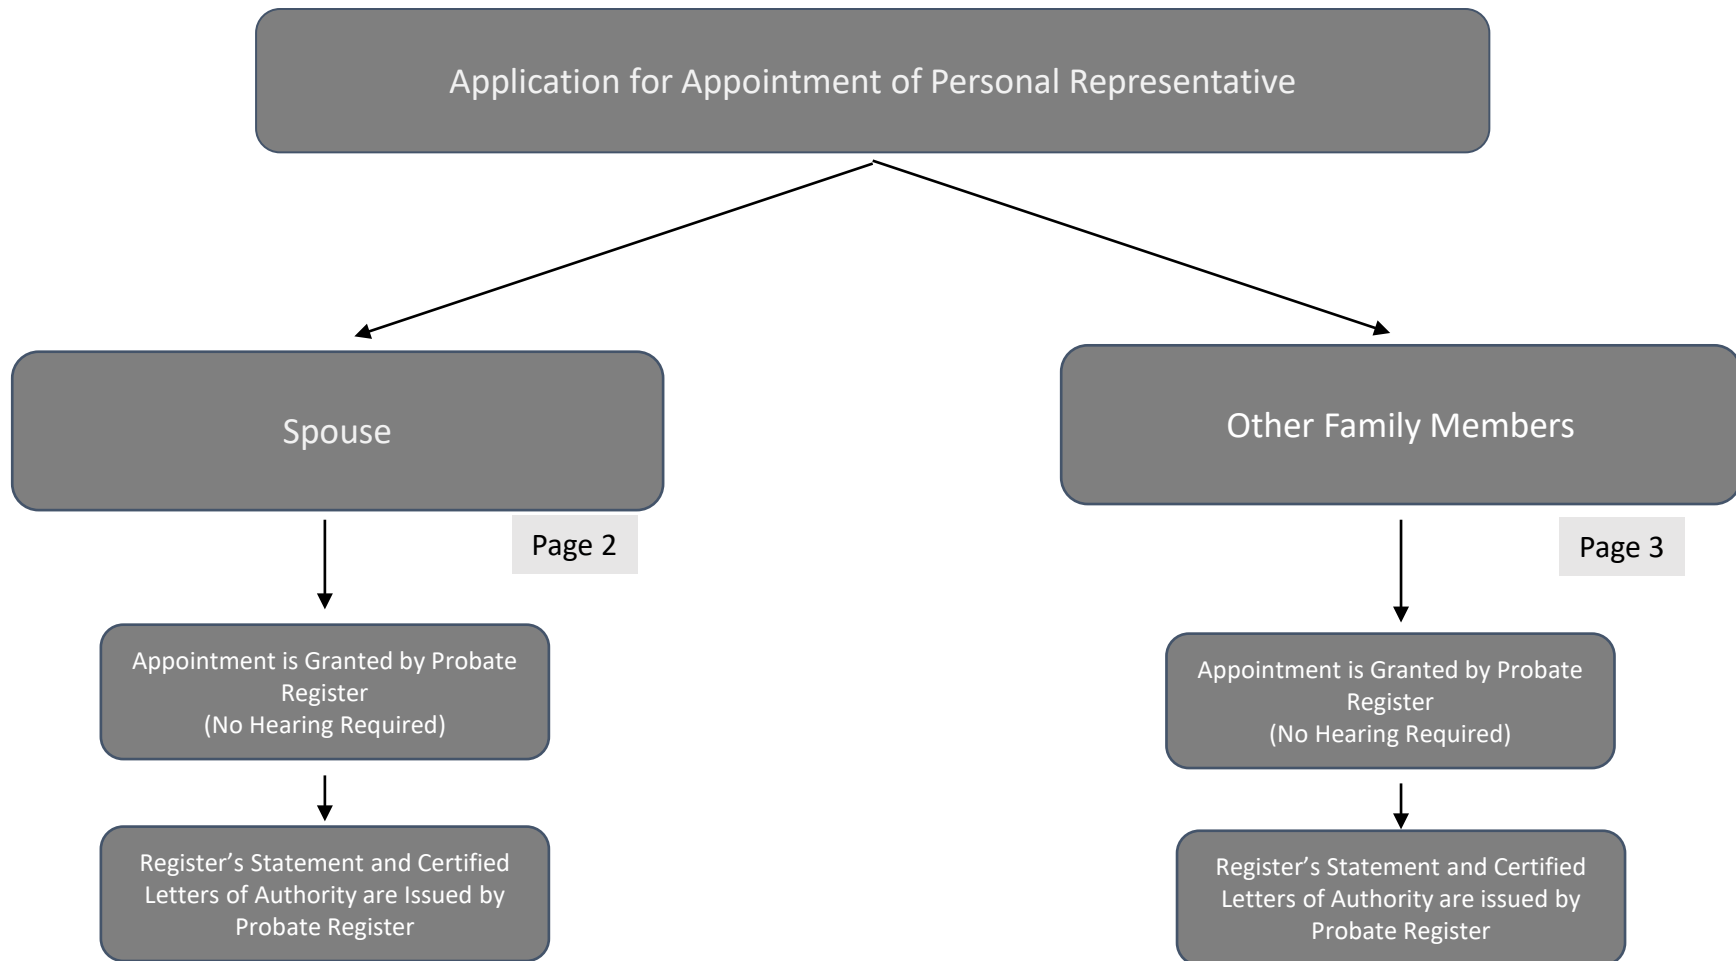 Application for Appointment of Personal Representative
Spouse
Other Family Members
Page 2
Page 3
Appointment is Granted by Probate
Register
(No Hearing Required)
Appointment is Granted by Probate
Register
(No Hearing Required)
Register’s Statement and Certified
Letters of Authority are Issued by
Probate Register
Register’s Statement and Certified
Letters of Authority are issued by
Probate Register